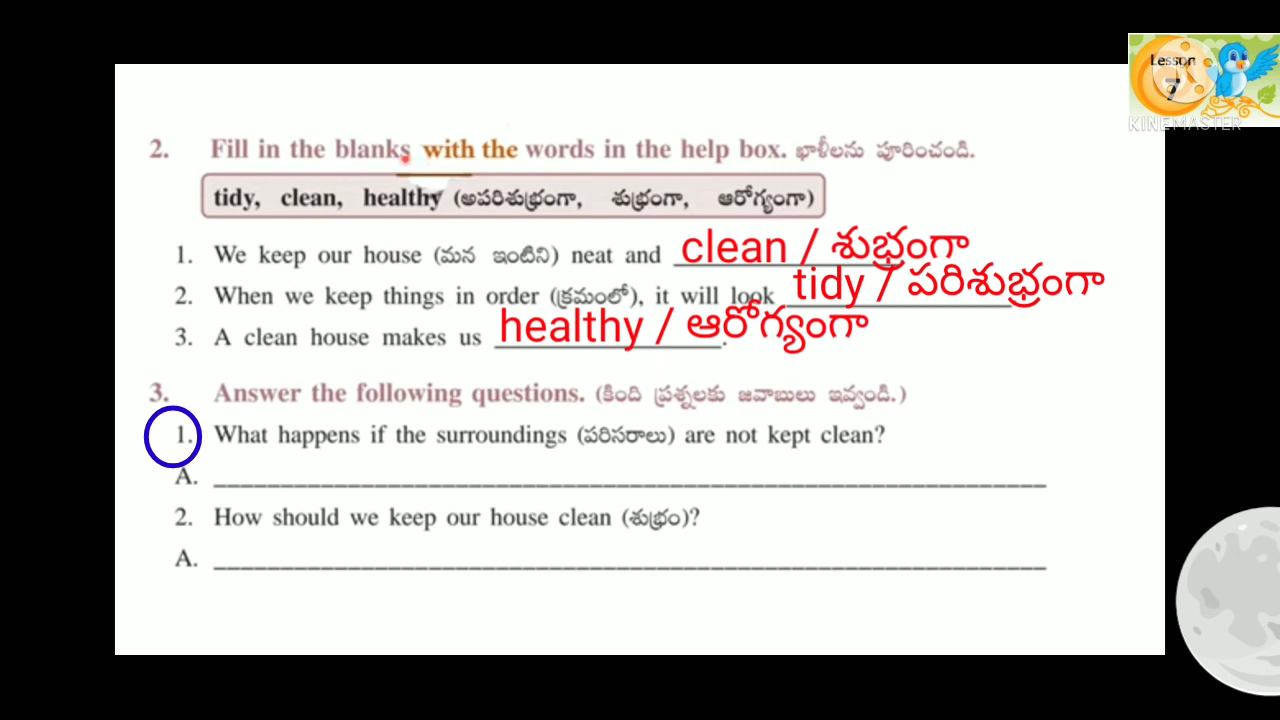 Lesson
7
KINEMASTER
2. Fill in the blanks with the words in the help box. ఖాళీలను పూరించండి.
tidy, clean, healthy (అపరిశుభ్రంగా, శుభ్రంగా, ఆరోగ్యంగా)
1. We keep our house (మన ఇంటిని) neat and clean / శుభ్రంగా
2. When we keep things in order (క్రమంలో), it will look tidy / పరిశుభ్రంగా
3. A clean house makes us healthy / ఆరోగ్యంగా.
3. Answer the following questions. (కింది ప్రశ్నలకు జవాబులు ఇవ్వండి.)
1. What happens if the surroundings (పరిసరాలు) are not kept clean?
A. ____________________
2. How should we keep our house clean (శుభ్రం)?
A. ____________________